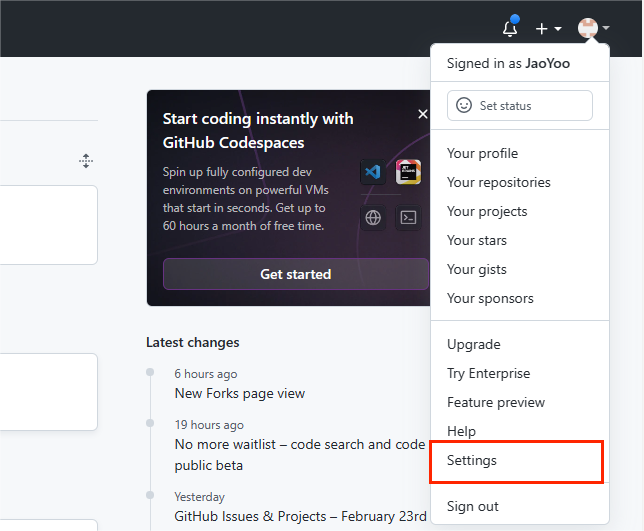 Signed in as JaoYoo
Set status
Your profile
Your repositories
Your projects
Your stars
Your gists
Your sponsors
Upgrade
Try Enterprise
Feature preview
Help
Settings
Sign out
Start coding instantly with
GitHub Codespaces
Spin up fully configured dev
environments on powerful VMs
that start in seconds. Get up to
60 hours a month of free time.
Get started
Latest changes
6 hours ago
New Forks page view
19 hours ago
No more waitlist – code search and code
public beta
Yesterday
GitHub Issues & Projects – February 23rd